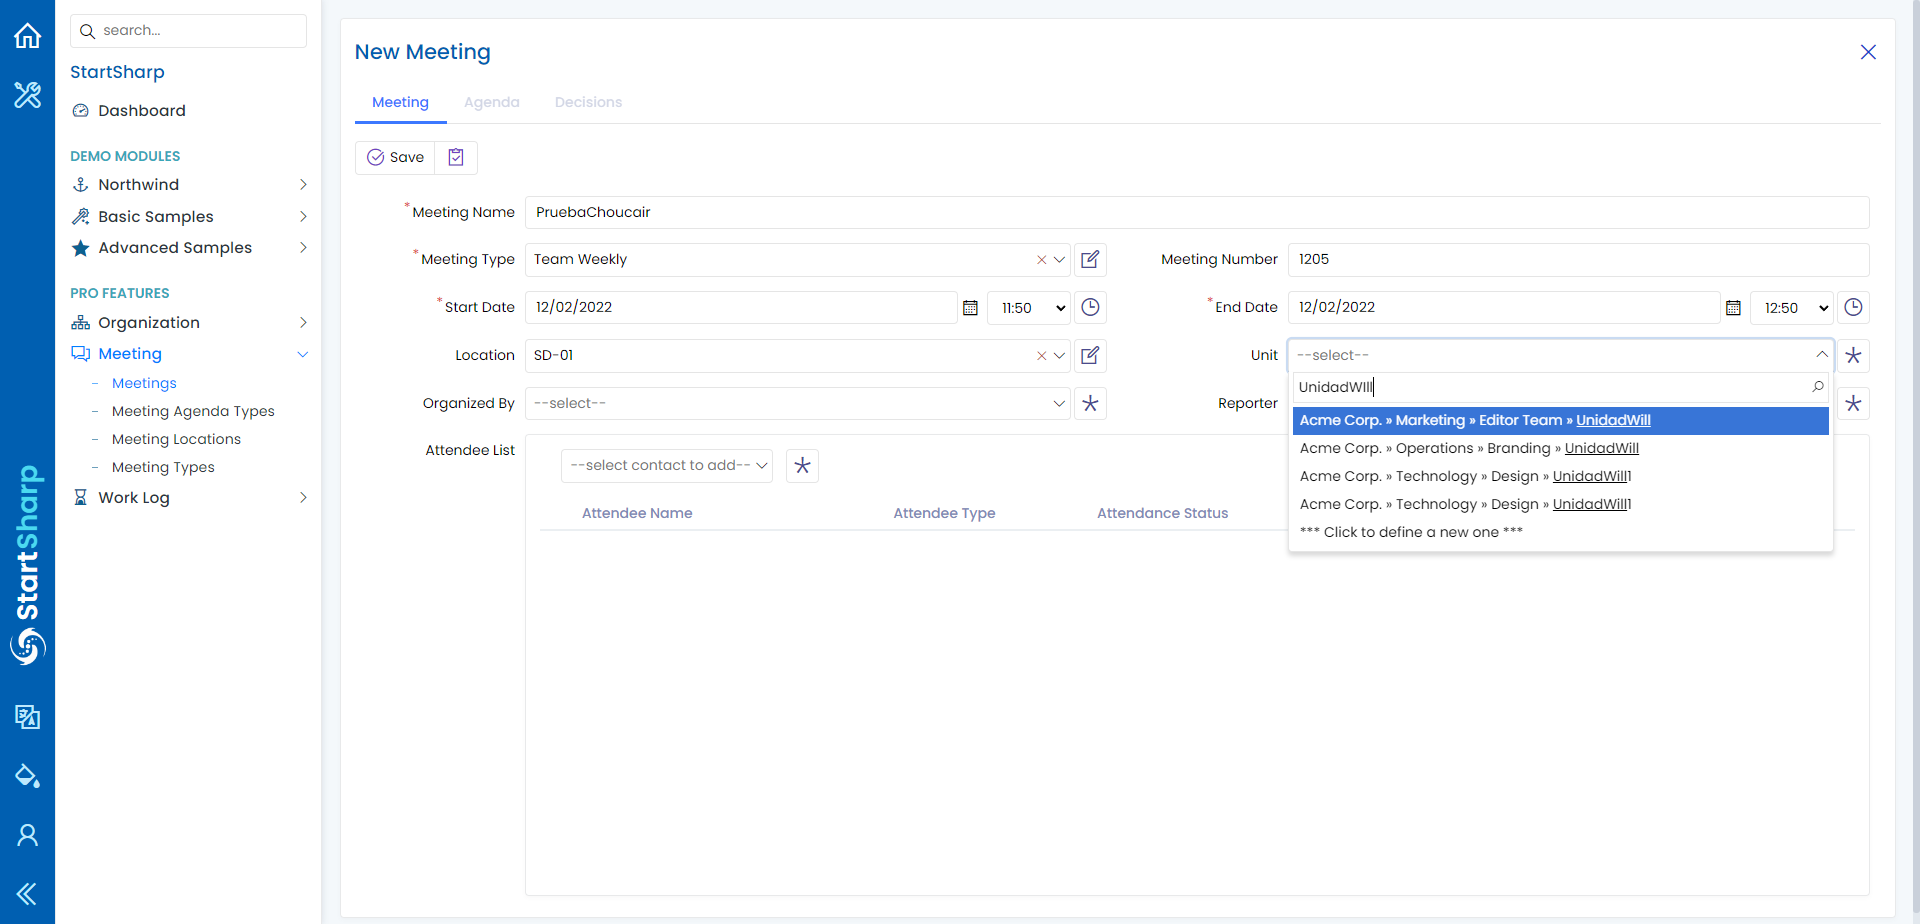 search...
StartSharp
Dashboard
DEMO MODULES
Northwind
Basic Samples
Advanced Samples
PRO FEATURES
Organization
Meeting
Meetings
Meeting Agenda Types
Meeting Locations
Meeting Types
Work Log
StartSharp
New Meeting
Meeting Agenda Decisions
Save
*Meeting Name PruebaChoucair
*Meeting Type Team Weekly Meeting Number 1205
*Start Date 12/02/2022 11:50 *End Date 12/02/2022 12:50
Location SD-01 Unit --select--
UnidadWIll
Organized By --select-- Reporter
Acme Corp. » Marketing » Editor Team » UnidadWill
Acme Corp. » Operations » Branding » UnidadWill
Acme Corp. » Technology » Design » UnidadWill1
Acme Corp. » Technology » Design » UnidadWill1
*** Click to define a new one ***
Attendee List
--select contact to add--
Attendee Name Attendee Type Attendance Status